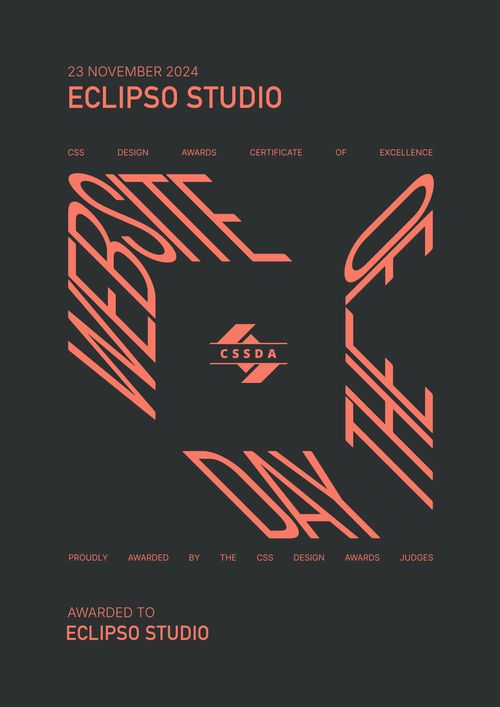 23 NOVEMBER 2024
ECLIPSO STUDIO
CSS DESIGN AWARDS CERTIFICATE OF EXCELLENCE
WEBSITE
OF
THE
DAY
CSSDA
PROUDLY AWARDED BY THE CSS DESIGN AWARDS JUDGES
AWARDED TO
ECLIPSO STUDIO